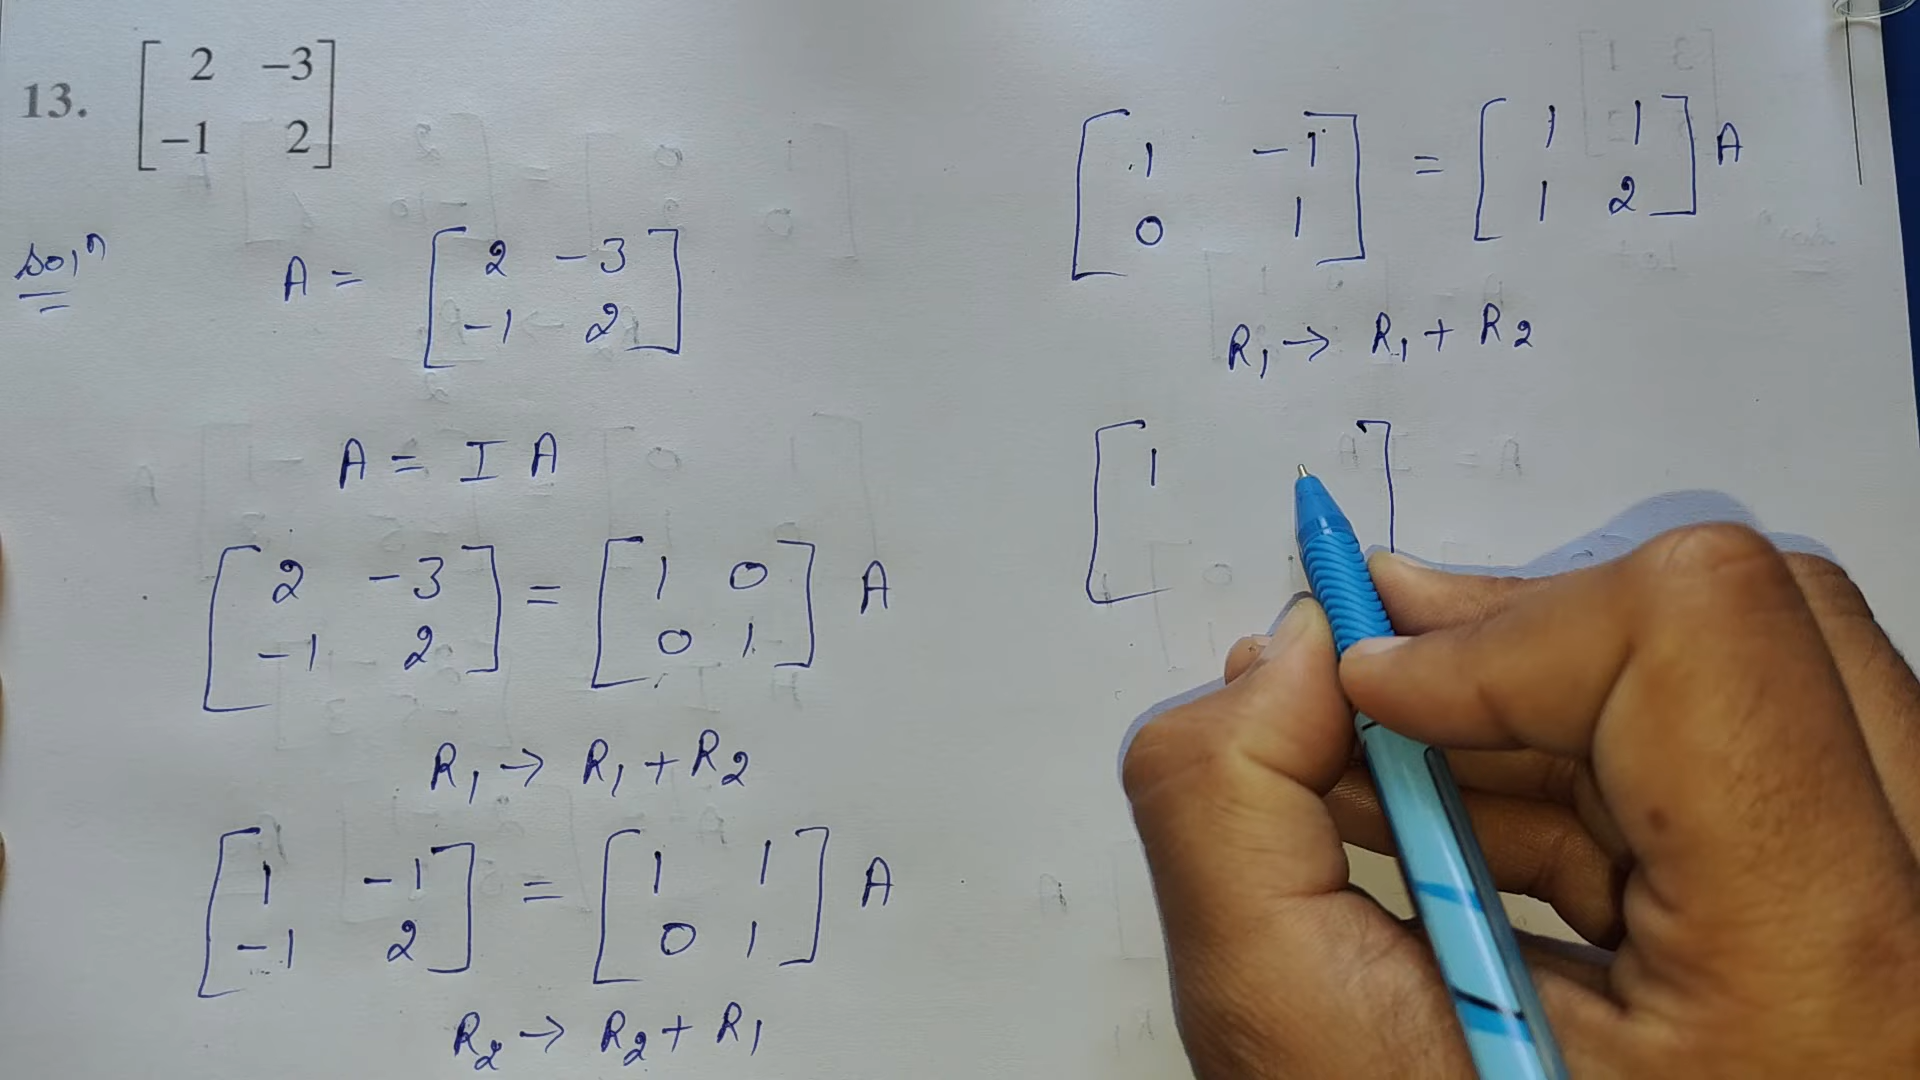 13. [ 2 -3
-1 2 ]
Solⁿ A = [ 2 -3
-1 2 ]
A = I A
[ 2 -3
-1 2 ] = [ 1 0
0 1 ] A
R₁ → R₁ + R₂
[ 1 -1
-1 2 ] = [ 1 1
0 1 ] A
R₂ → R₂ + R₁
[ 1 -1
0 1 ] = [ 1 1
1 2 ] A
R₁ → R₁ + R₂
[ 1 ]